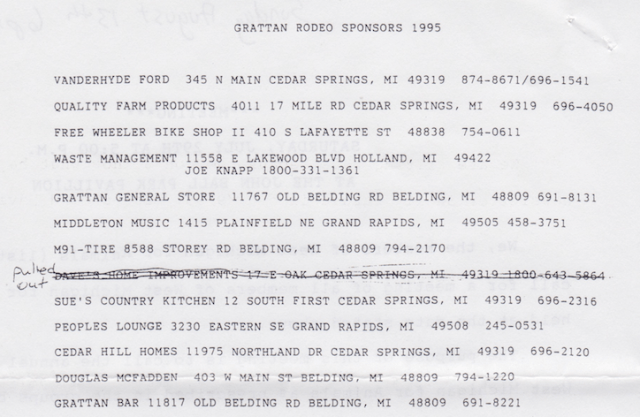 GRATTAN RODEO SPONSORS 1995
VANDERHYDE FORD 345 N MAIN CEDAR SPRINGS, MI 49319 874-8671/696-1541
QUALITY FARM PRODUCTS 4011 17 MILE RD CEDAR SPRINGS, MI 49319 696-4050
FREE WHEELER BIKE SHOP II 410 S LAFAYETTE ST 48838 754-0611
WASTE MANAGEMENT 11558 E LAKEWOOD BLVD HOLLAND, MI 49422
JOE KNAPP 1800-331-1361
GRATTAN GENERAL STORE 11767 OLD BELDING RD BELDING, MI 48809 691-8131
MIDDLETON MUSIC 1415 PLAINFIELD NE GRAND RAPIDS, MI 49505 458-3751
M91-TIRE 8588 STOREY RD BELDING, MI 48809 794-2170
pulled out
HOME IMPROVEMENTS 17 E OAK CEDAR SPRINGS, MI 49319 1800-643-5864
SUE'S COUNTRY KITCHEN 12 SOUTH FIRST CEDAR SPRINGS, MI 49319 696-2316
PEOPLES LOUNGE 3230 EASTERN SE GRAND RAPIDS, MI 49508 245-0531
CEDAR HILL HOMES 11975 NORTHLAND DR CEDAR SPRINGS, MI 49319 696-2120
DOUGLAS MCFADDEN 403 W MAIN ST BELDING, MI 48809 794-1220
GRATTAN BAR 11817 OLD BELDING RD BELDING, MI 48809 691-8221